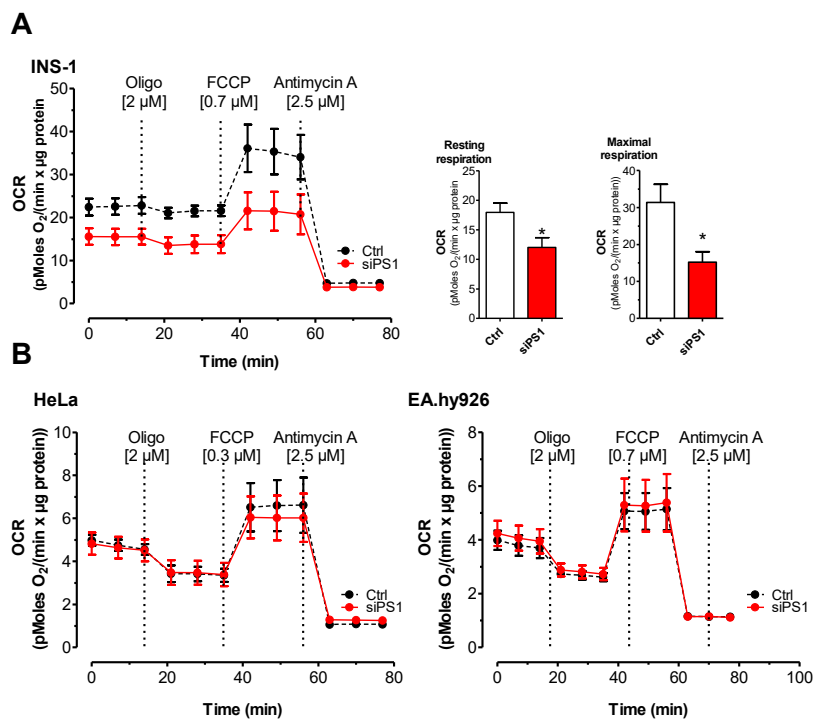 A
INS-1
Oligo
[2 µM]
FCCP
[0.7 µM]
Antimycin A
[2.5 µM]
50
40
30
20
10
0
OCR
(pMoles O₂/(min x µg protein)
Ctrl
siPS1
0 20 40 60 80
Time (min)
Resting
respiration
25
20
15
10
5
0
OCR
(pMoles O₂/(min x µg protein)
*
Ctrl
siPS1
Maximal
respiration
40
30
20
10
0
OCR
(pMoles O₂/(min x µg protein))
*
Ctrl
siPS1
B
HeLa
Oligo
[2 µM]
FCCP
[0.3 µM]
Antimycin A
[2.5 µM]
10
8
6
4
2
0
OCR
(pMoles O₂/(min x µg protein))
Ctrl
siPS1
0 20 40 60 80
Time (min)
EA.hy926
Oligo
[2 µM]
FCCP
[0.7 µM]
Antimycin A
[2.5 µM]
8
6
4
2
0
OCR
(pMoles O₂/(min x µg protein))
Ctrl
siPS1
0 20 40 60 80 100
Time (min)